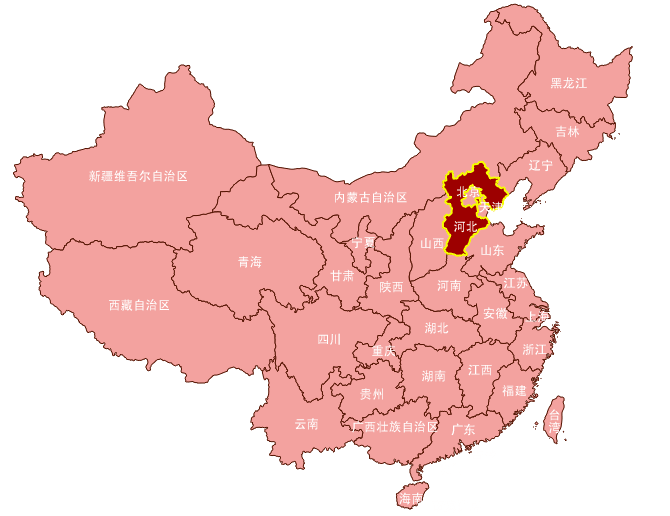 黑龙江
吉林
辽宁
新疆维吾尔自治区
内蒙古自治区
北京
天津
河北
宁夏
山西
山东
青海
甘肃
陕西
河南
江苏
西藏自治区
安徽
上海
湖北
四川
重庆
浙江
湖南
江西
贵州
福建
云南
广西壮族自治区
广东
台
湾
海南